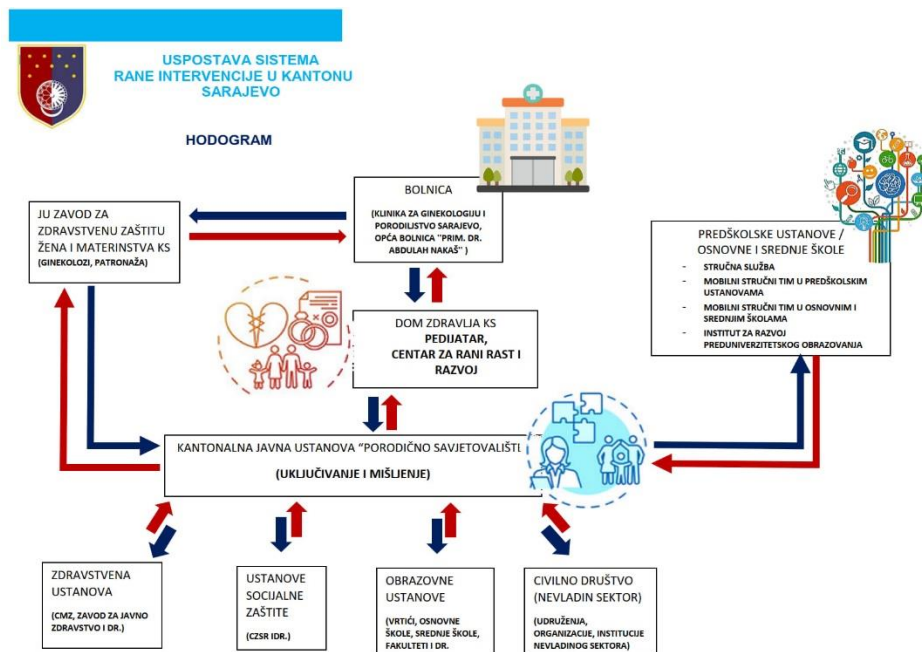 USPOSTAVA SISTEMA
RANE INTERVENCIJE U KANTONU
SARAJEVO
HODOGRAM
BOLNICA
(KLINIKA ZA GINEKOLOGIJU I
PORODILJSTVO SARAJEVO,
OPĆA BOLNICA "PRIM. DR.
ABDULAH NAKAŠ" )
JU ZAVOD ZA
ZDRAVSTVENU ZAŠTITU
ŽENA I MATERINSTVA KS
(GINEKOLOZI, PATRONAŽA)
PREDŠKOLSKE USTANOVE /
OSNOVNE I SREDNJE ŠKOLE
- STRUČNA SLUŽBA
- MOBILNI STRUČNI TIM U PREDŠKOLSKIM
USTANOVAMA
- MOBILNI STRUČNI TIM U OSNOVNIM I
SREDNJIM ŠKOLAMA
- INSTITUT ZA RAZVOJ
PREDUNIVERZITETSKOG OBRAZOVANJA
DOM ZDRAVLJA KS
PEDIJATAR,
CENTAR ZA RANI RAST I
RAZVOJ
KANTONALNA JAVNA USTANOVA "PORODIČNO SAVJETOVALIŠTE
(UKLJUČIVANJE I MIŠLJENJE)
ZDRAVSTVENA
USTANOVA
(CMZ, ZAVOD ZA JAVNO
ZDRAVSTVO I DR.)
USTANOVE
SOCIJALNE
ZAŠTITE
(CZSR IDR.)
OBRAZOVNE
USTANOVE
(VRTIĆI, OSNOVNE
ŠKOLE, SREDNJE ŠKOLE,
FAKULTETI I DR.
CIVILNO DRUŠTVO
(NEVLADIN SEKTOR)
(UDRUŽENJA,
ORGANIZACIJE, INSTITUCIJE
NEVLADINOG SEKTORA)